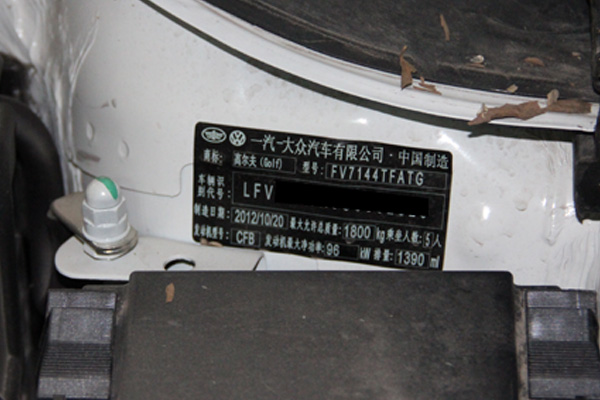 一汽-大众汽车有限公司·中国制造
商标: 高尔夫(Golf) 型号: FV7144TFATG
车辆识别代号: LFV
制造日期: 2012/10/20 最大允许总质量: 1800 kg 乘坐人数: 5 人
发动机型号: CFB 发动机最大净功率: 96 kW 排量: 1390 ml